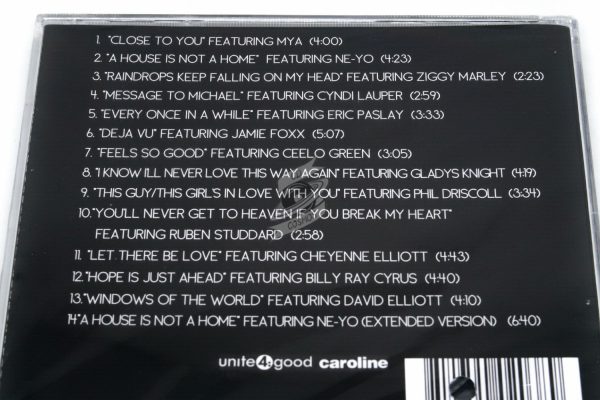 1. "CLOSE TO YOU" FEATURING MYA (4:00)
2. "A HOUSE IS NOT A HOME" FEATURING NE-YO (4:23)
3. "RAINDROPS KEEP FALLING ON MY HEAD" FEATURING ZIGGY MARLEY (2:23)
4. "MESSAGE TO MICHAEL" FEATURING CYNDI LAUPER (2:59)
5. "EVERY ONCE IN A WHILE" FEATURING ERIC PASLAY (3:33)
6. "DEJA VU" FEATURING JAMIE FOXX (5:07)
7. "FEELS SO GOOD" FEATURING CEELO GREEN (3:05)
8. "I KNOW I'LL NEVER LOVE THIS WAY AGAIN" FEATURING GLADYS KNIGHT (4:19)
9. "THIS GUY/THIS GIRL'S IN LOVE WITH YOU" FEATURING PHIL DRISCOLL (3:34)
10. "YOU'LL NEVER GET TO HEAVEN IF YOU BREAK MY HEART"
FEATURING RUBEN STUDDARD (2:58)
11. "LET THERE BE LOVE" FEATURING CHEYENNE ELLIOTT (4:43)
12. "HOPE IS JUST AHEAD" FEATURING BILLY RAY CYRUS (4:40)
13. "WINDOWS OF THE WORLD" FEATURING DAVID ELLIOTT (4:10)
14. "A HOUSE IS NOT A HOME" FEATURING NE-YO (EXTENDED VERSION) (6:40)
unite4:good caroline